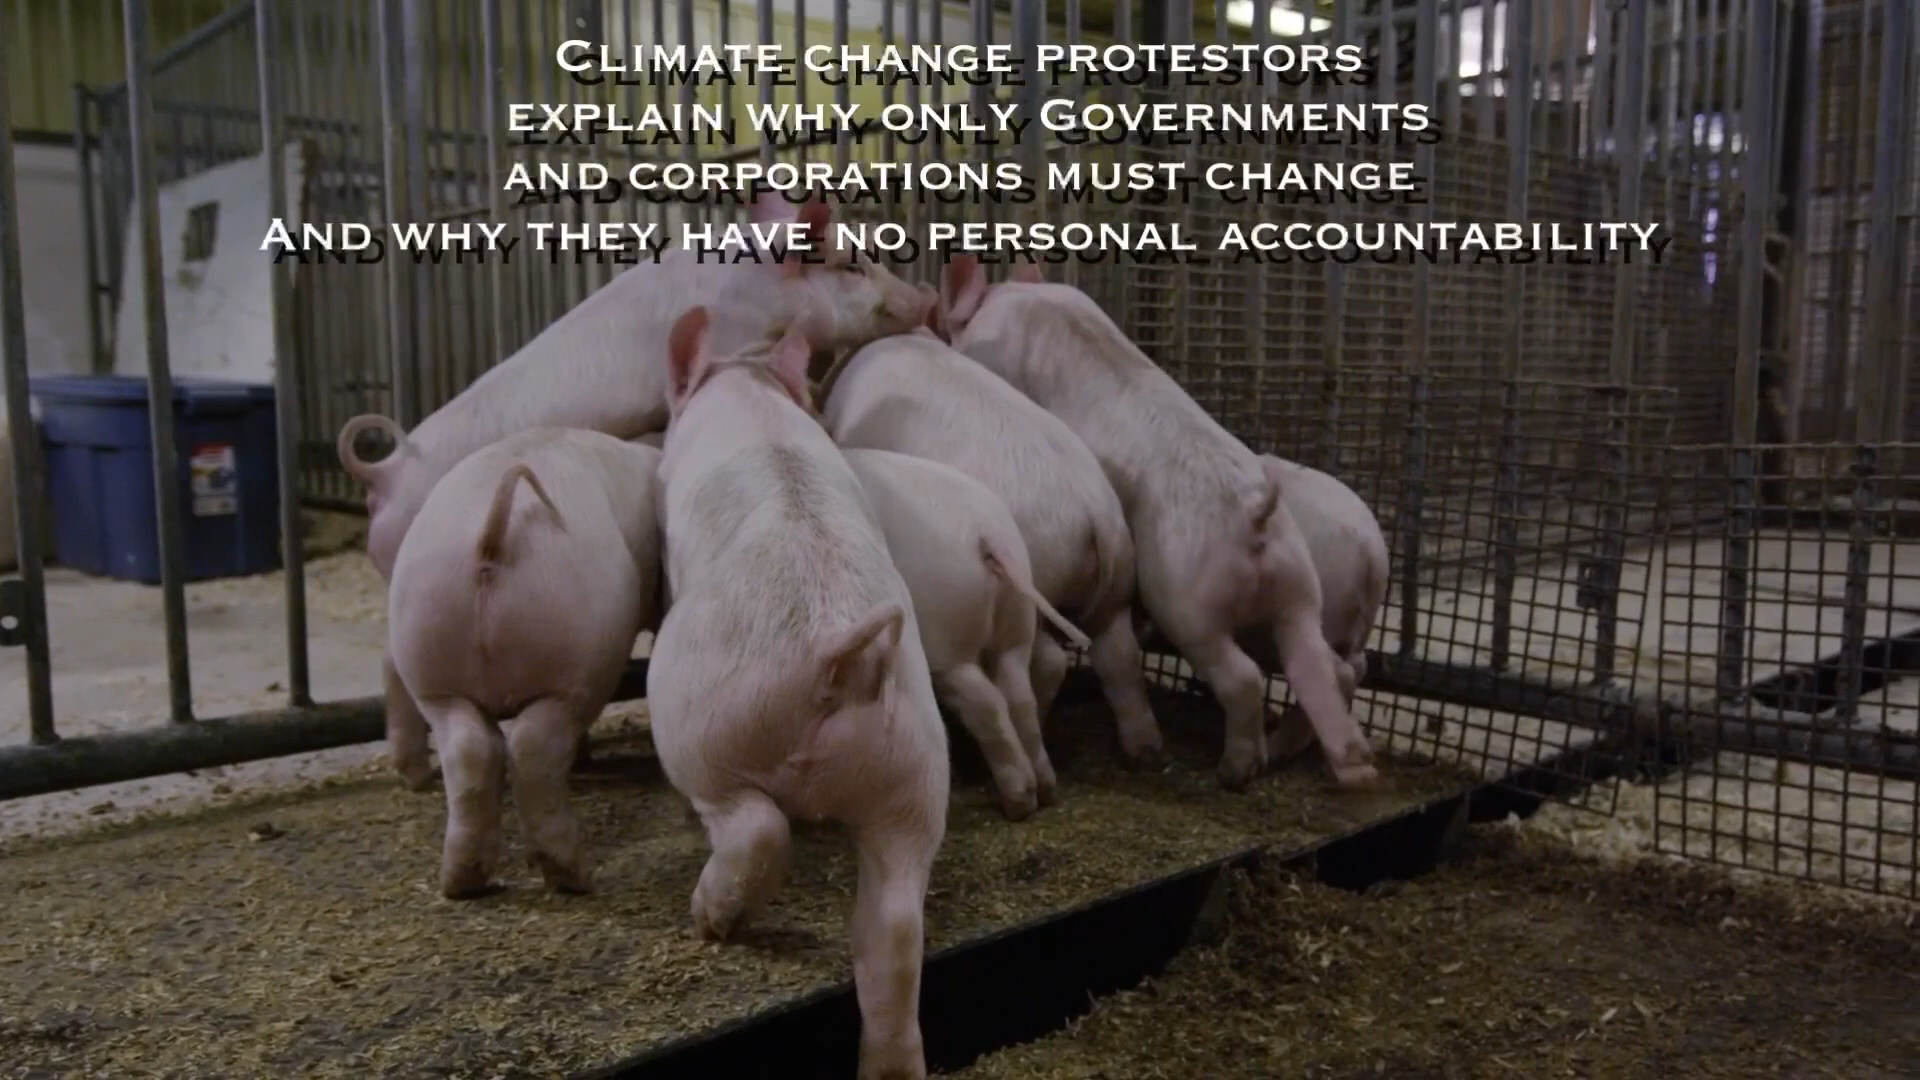 Climate change protestors
explain why only Governments
and corporations must change
And why they have no personal accountability